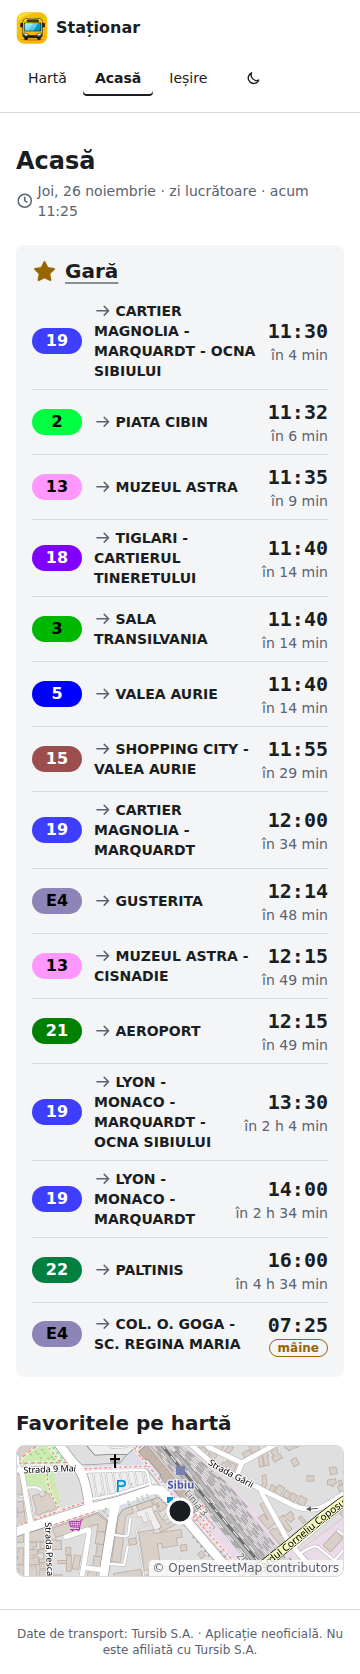 Staționar
Hartă Acasă Ieșire
Acasă
Joi, 26 noiembrie · zi lucrătoare · acum
11:25
Gară
19
→ CARTIER
MAGNOLIA -
MARQUARDT - OCNA
SIBIULUI
11:30
în 4 min
2
→ PIATA CIBIN
11:32
în 6 min
13
→ MUZEUL ASTRA
11:35
în 9 min
18
→ TIGLARI -
CARTIERUL
TINERETULUI
11:40
în 14 min
3
→ SALA
TRANSILVANIA
11:40
în 14 min
5
→ VALEA AURIE
11:40
în 14 min
15
→ SHOPPING CITY -
VALEA AURIE
11:55
în 29 min
19
→ CARTIER
MAGNOLIA -
MARQUARDT
12:00
în 34 min
E4
→ GUSTERITA
12:14
în 48 min
13
→ MUZEUL ASTRA -
CISNADIE
12:15
în 49 min
21
→ AEROPORT
12:15
în 49 min
19
→ LYON -
MONACO -
MARQUARDT -
OCNA SIBIULUI
13:30
în 2 h 4 min
19
→ LYON -
MONACO -
MARQUARDT
14:00
în 2 h 34 min
22
→ PALTINIS
16:00
în 4 h 34 min
E4
→ COL. O. GOGA -
SC. REGINA MARIA
07:25
mâine
Favoritele pe hartă
Strada 9 Mai
P
Sibiu
Strada Gării
Strada Pesca
dul Corneliu Coposu
© OpenStreetMap contributors
Date de transport: Tursib S.A. · Aplicație neoficială. Nu
este afiliată cu Tursib S.A.